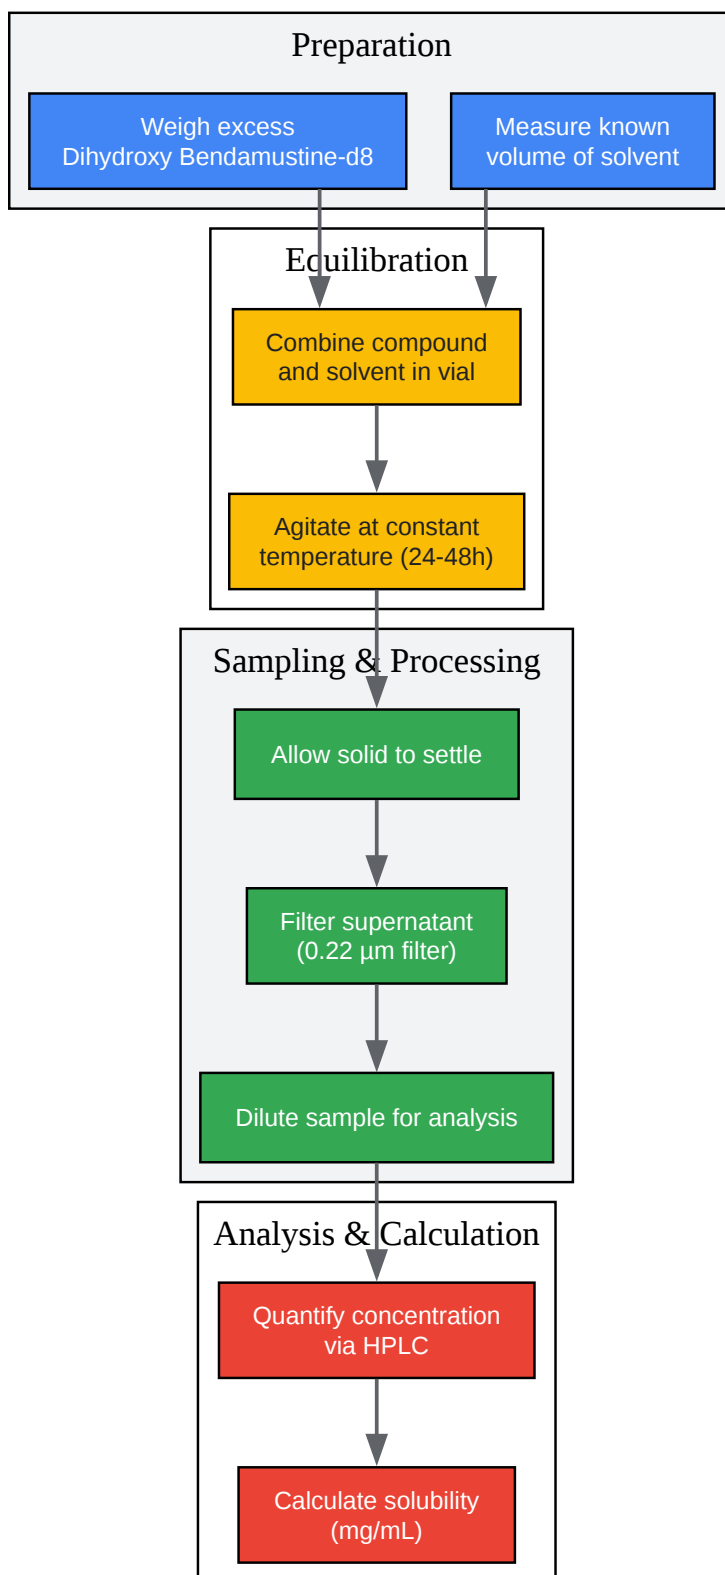 Preparation
Weigh excess
Dihydroxy Bendamustine-d8
Measure known
volume of solvent
Equilibration
Combine compound
and solvent in vial
Agitate at constant
temperature (24-48h)
Sampling & Processing
Allow solid to settle
Filter supernatant
(0.22 µm filter)
Dilute sample for analysis
Analysis & Calculation
Quantify concentration
via HPLC
Calculate solubility
(mg/mL)